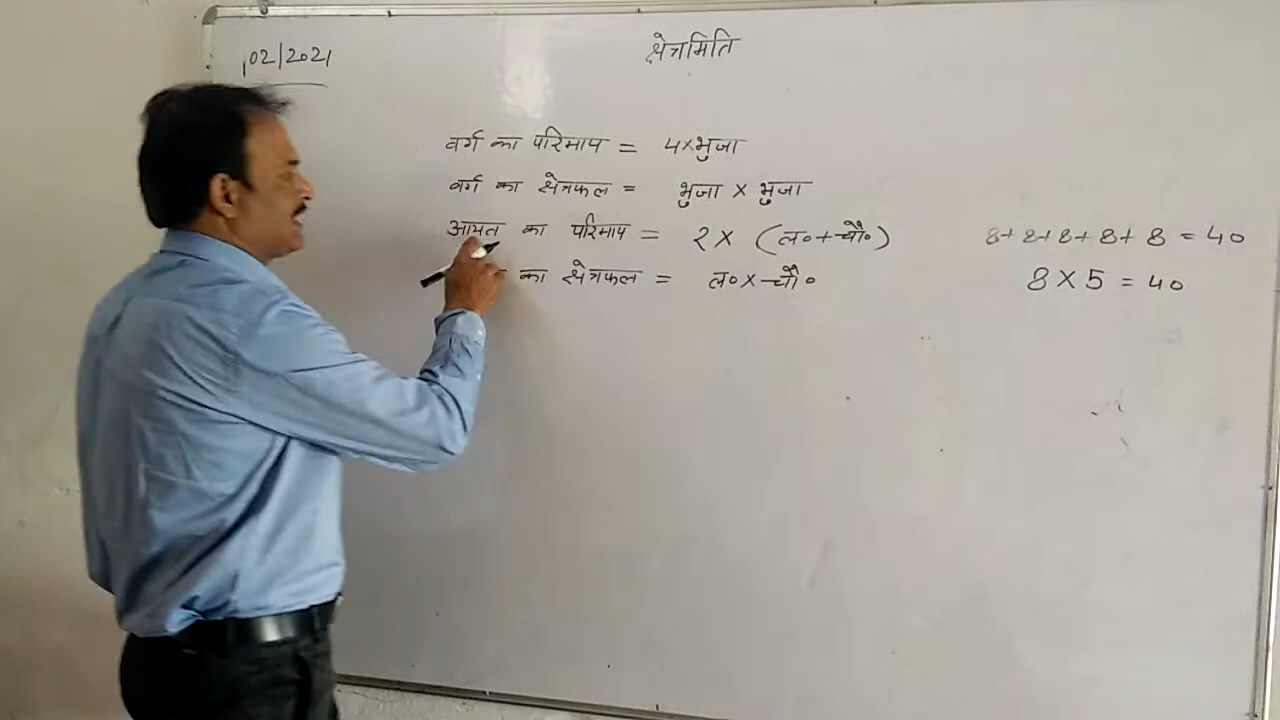 02/2021
क्षेत्रमिति
वर्ग का परिमाप = 4×भुजा
वर्ग का क्षेत्रफल = भुजा × भुजा
आयत का परिमाप = 2× (ल०+चौ०)
का क्षेत्रफल = ल०×चौ०
8+8+8+8+8=40
8×5=40